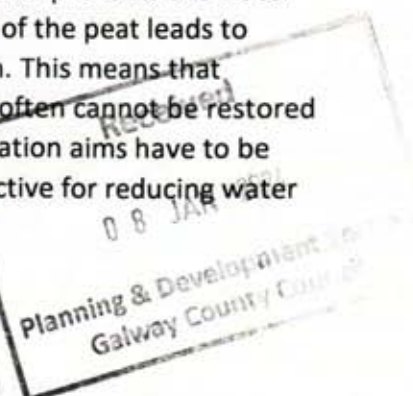 of the peat leads to
. This means that
often cannot be restored
ation aims have to be
ctive for reducing water
Received
08 JAN
Planning & Development
Galway County